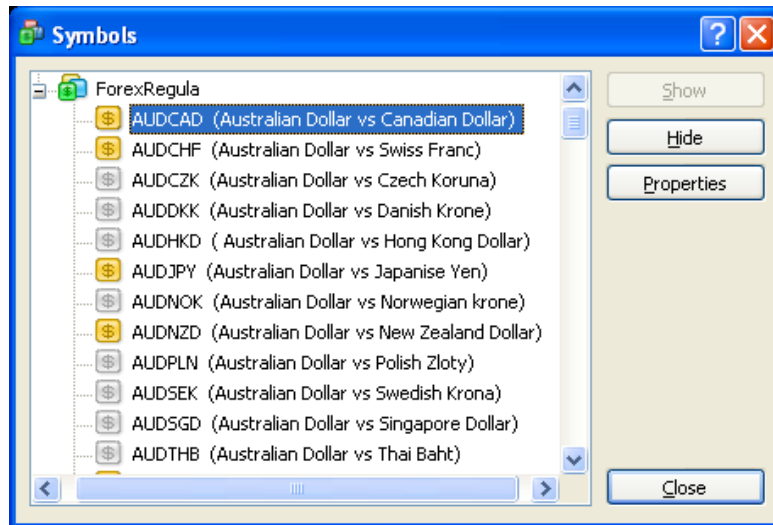 Symbols
ForexRegula
AUDCAD (Australian Dollar vs Canadian Dollar)
AUDCHF (Australian Dollar vs Swiss Franc)
AUDCZK (Australian Dollar vs Czech Koruna)
AUDDKK (Australian Dollar vs Danish Krone)
AUDHKD ( Australian Dollar vs Hong Kong Dollar)
AUDJPY (Australian Dollar vs Japanise Yen)
AUDNOK (Australian Dollar vs Norwegian krone)
AUDNZD (Australian Dollar vs New Zealand Dollar)
AUDPLN (Australian Dollar vs Polish Zloty)
AUDSEK (Australian Dollar vs Swedish Krona)
AUDSGD (Australian Dollar vs Singapore Dollar)
AUDTHB (Australian Dollar vs Thai Baht)
Show
Hide
Properties
Close